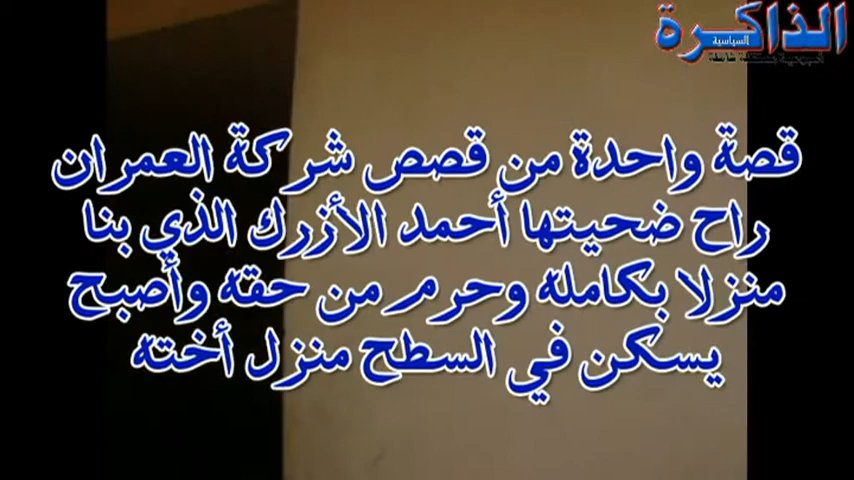 الذاكرة
السياسية
قصة واحدة من قصص شركة العمران
راح ضحيتها أحمد الأزرك الذي بنا
منزلا بكامله وحرم من حقه وأصبح
يسكن في السطح منزل أخته